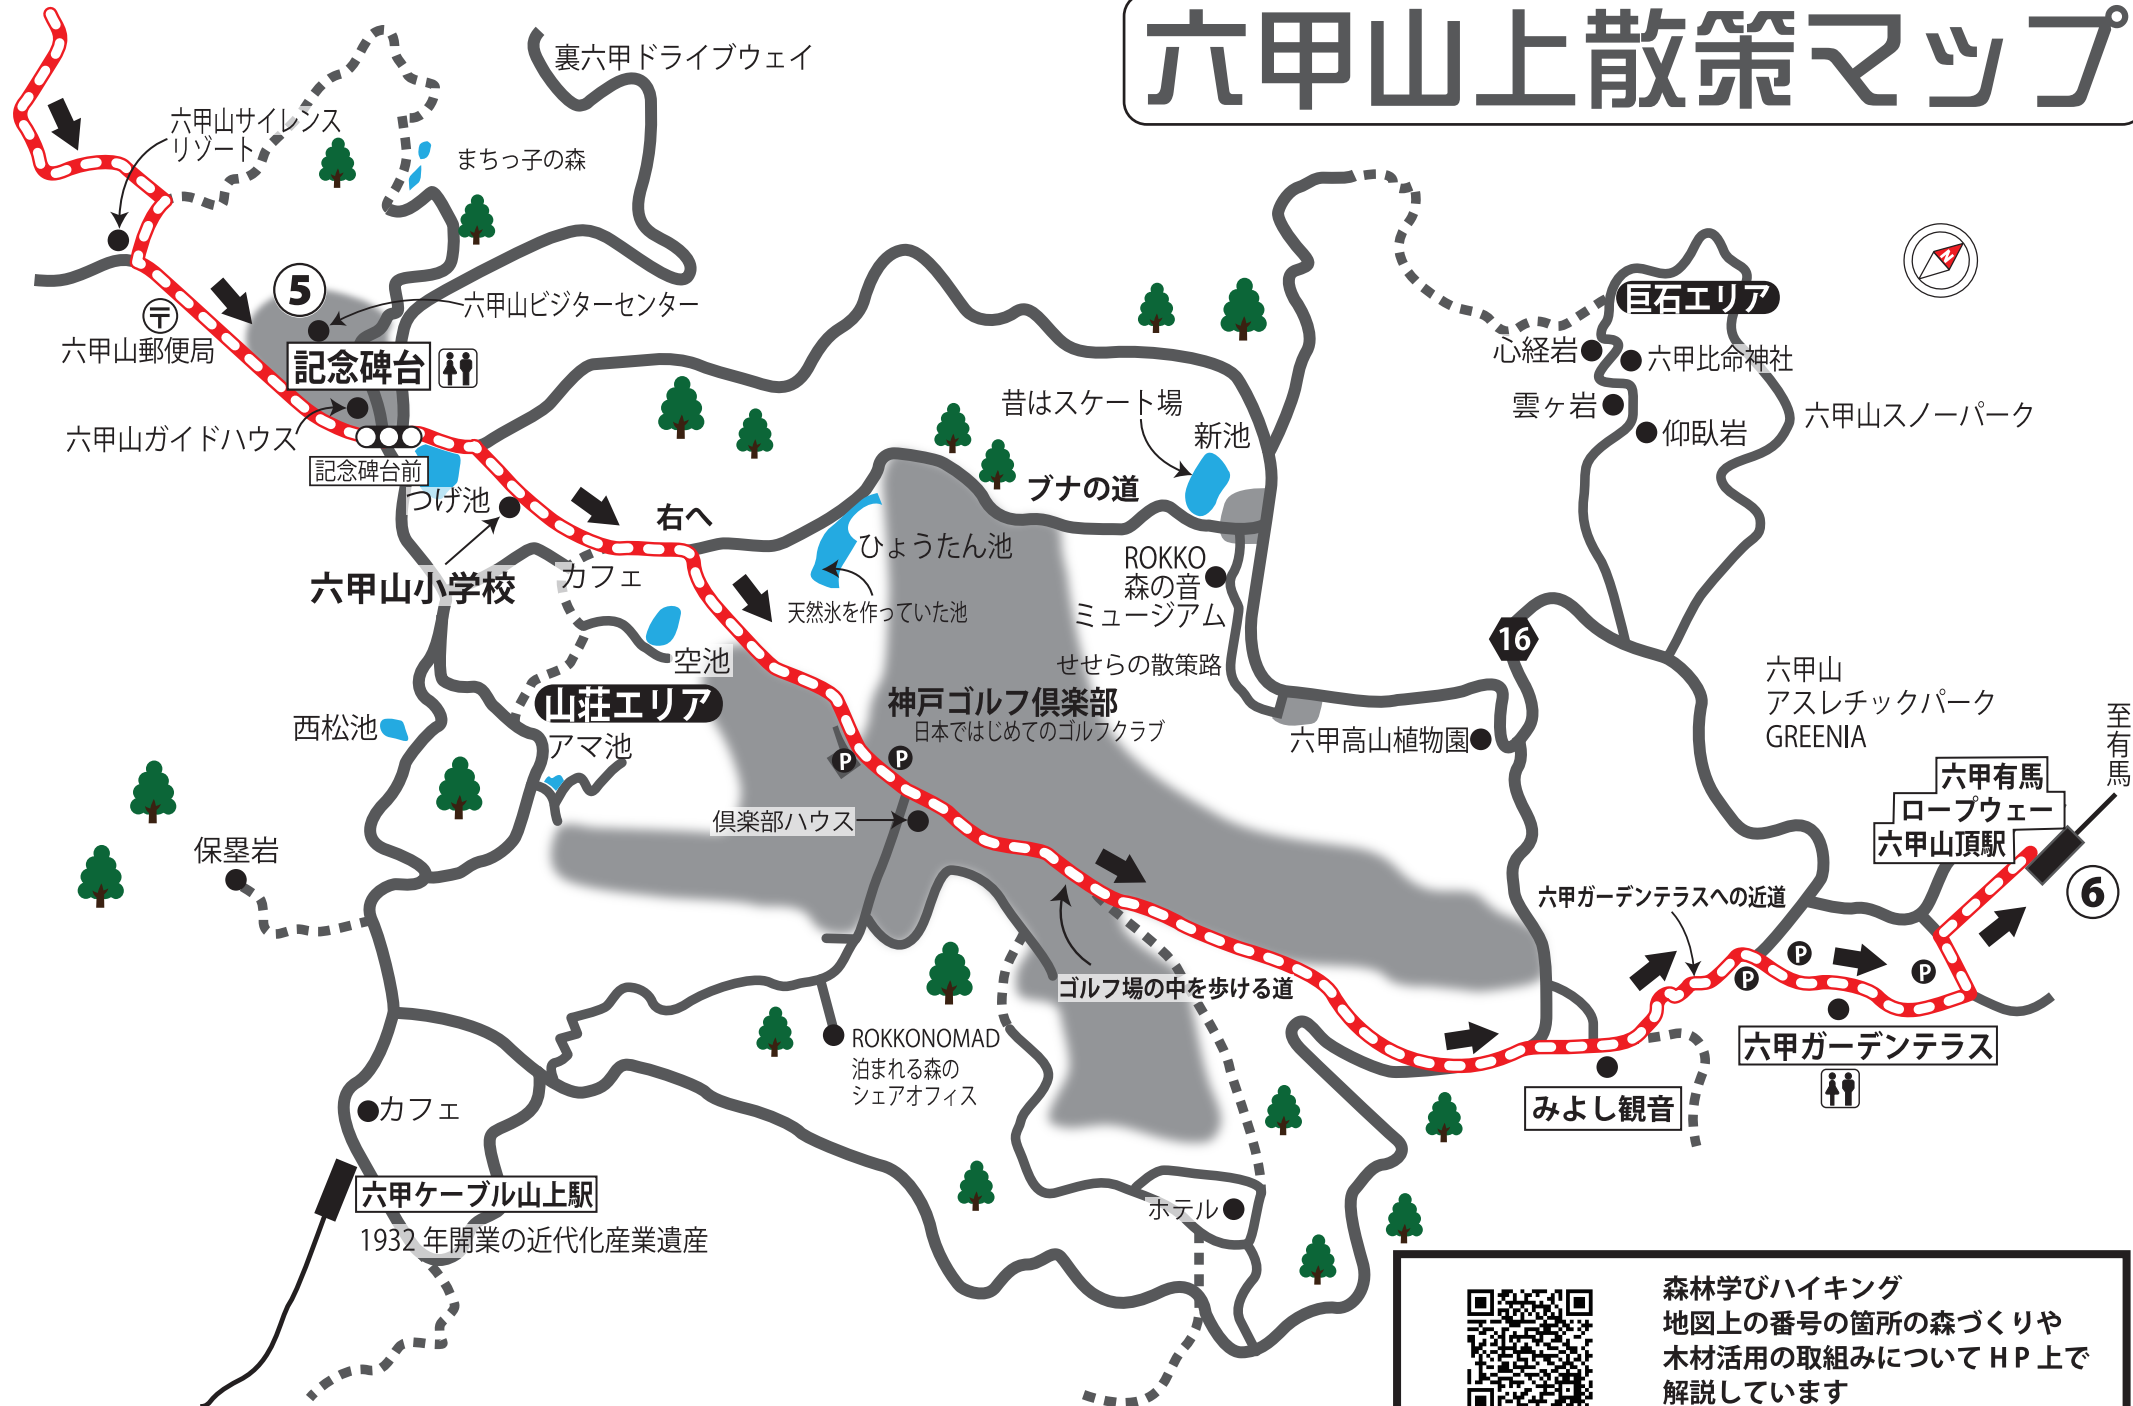 六甲山上散策マップ
裏六甲ドライブウェイ
六甲山サイレンス
リゾート
まちっ子の森
5
六甲山ビジターセンター
〒
六甲山郵便局
記念碑台
六甲山ガイドハウス
記念碑台前
つげ池
六甲山小学校
カフェ
右へ
空池
山荘エリア
アマ池
西松池
保塁岩
昔はスケート場
新池
ブナの道
ひょうたん池
天然氷を作っていた池
ROKKO
森の音
ミュージアム
せせらの散策路
神戸ゴルフ倶楽部
日本ではじめてのゴルフクラブ
P
P
倶楽部ハウス
六甲高山植物園
16
N
巨石エリア
心経岩
六甲比命神社
雲ヶ岩
仰臥岩
六甲山スノーパーク
六甲山
アスレチックパーク
GREENIA
至有馬
六甲有馬
ロープウェー
六甲山頂駅
6
六甲ガーデンテラスへの近道
P
P
P
六甲ガーデンテラス
みよし観音
ゴルフ場の中を歩ける道
ROKKONOMAD
泊まれる森の
シェアオフィス
ホテル
カフェ
六甲ケーブル山上駅
1932 年開業の近代化産業遺産
森林学びハイキング
地図上の番号の箇所の森づくりや
木材活用の取組みについてHP上で
解説しています